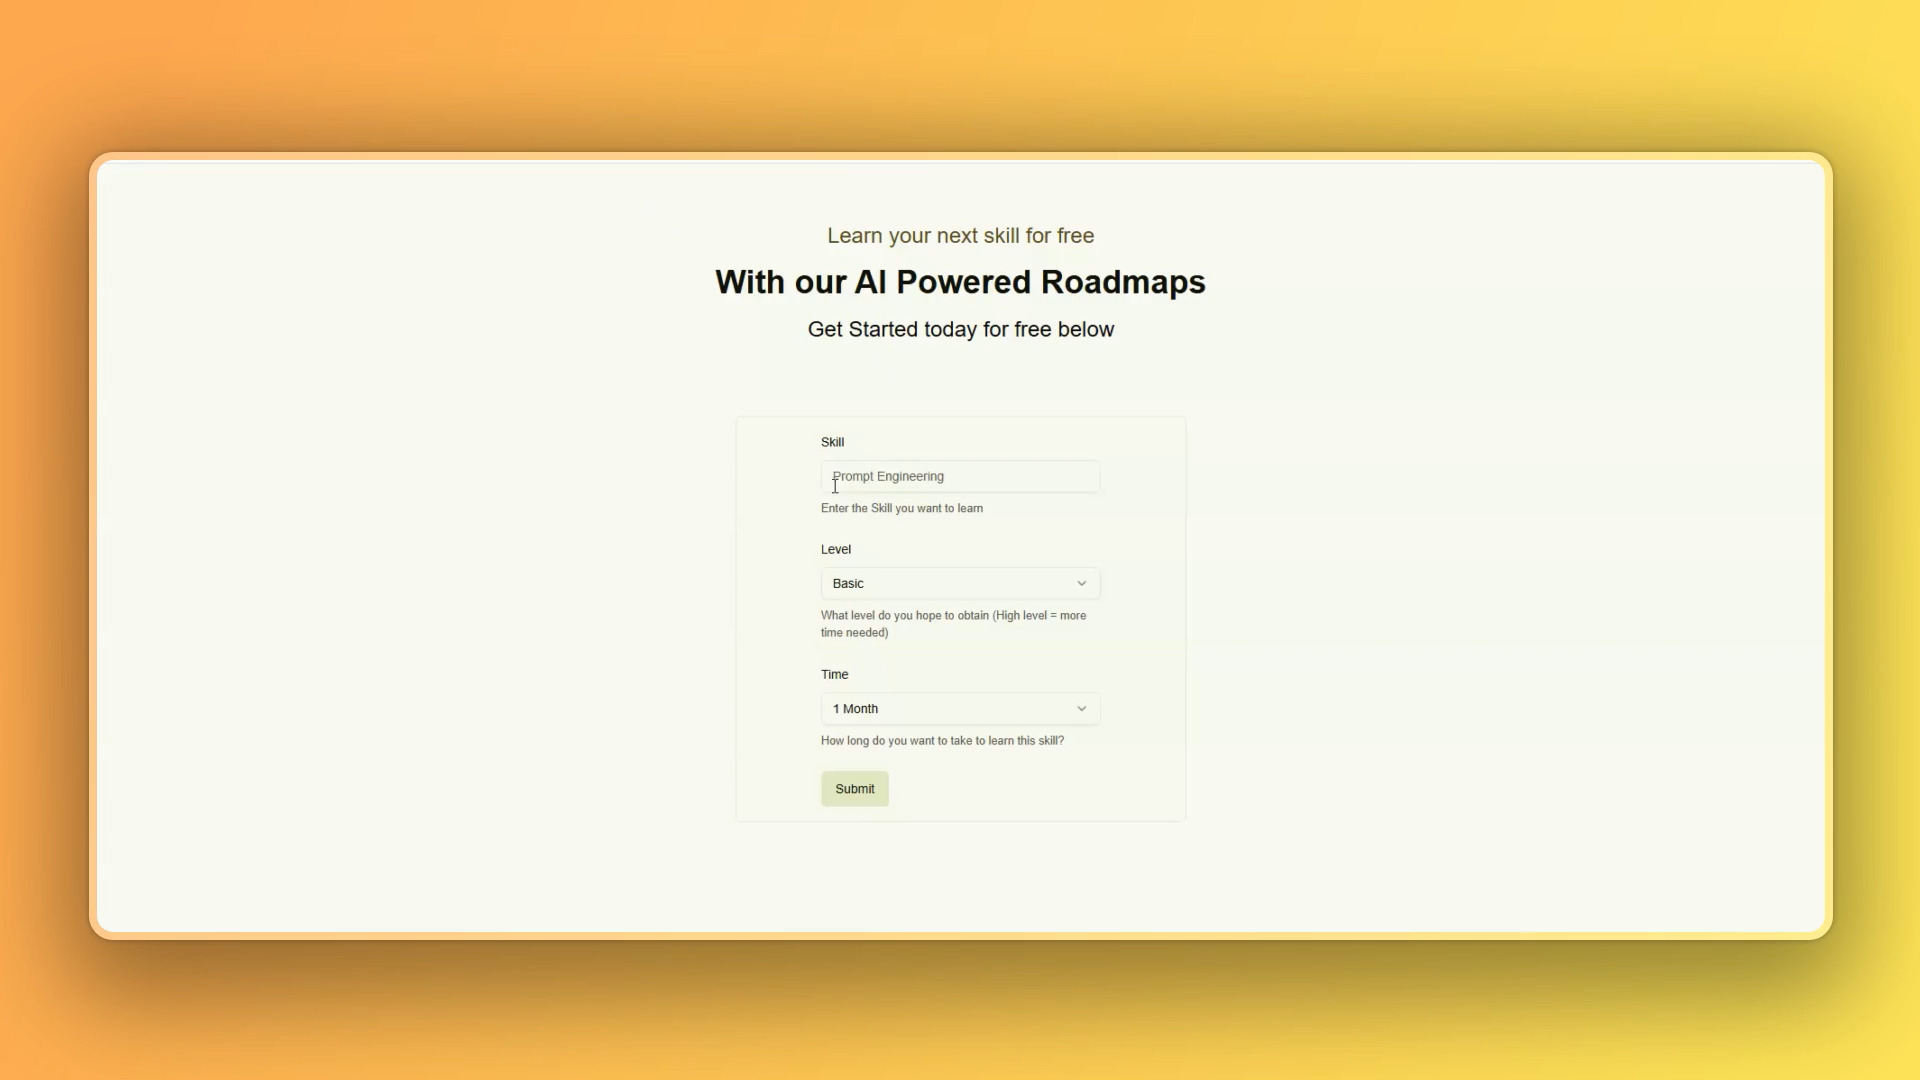 Learn your next skill for free
With our AI Powered Roadmaps
Get Started today for free below
Skill
Prompt Engineering
Enter the Skill you want to learn
Level
Basic
What level do you hope to obtain (High level = more
time needed)
Time
1 Month
How long do you want to take to learn this skill?
Submit